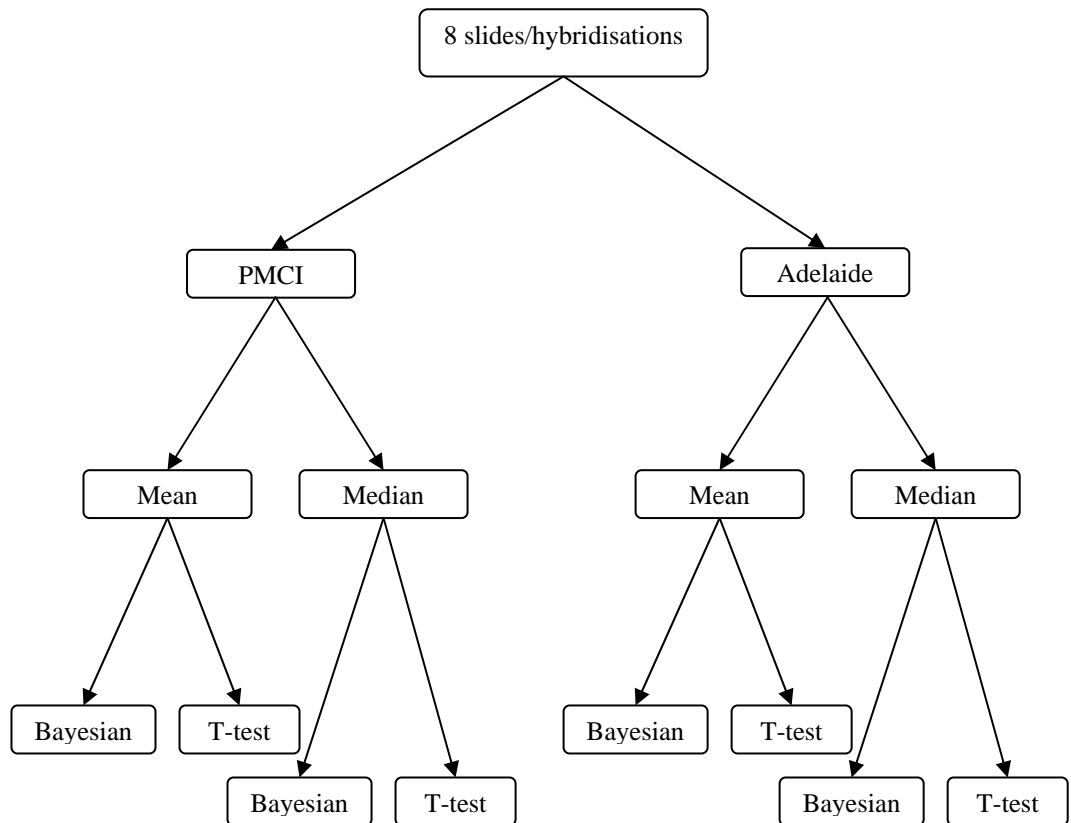 8 slides/hybridisations
PMCI
Adelaide
Mean
Median
Mean
Median
Bayesian
T-test
Bayesian
T-test
Bayesian
T-test
Bayesian
T-test